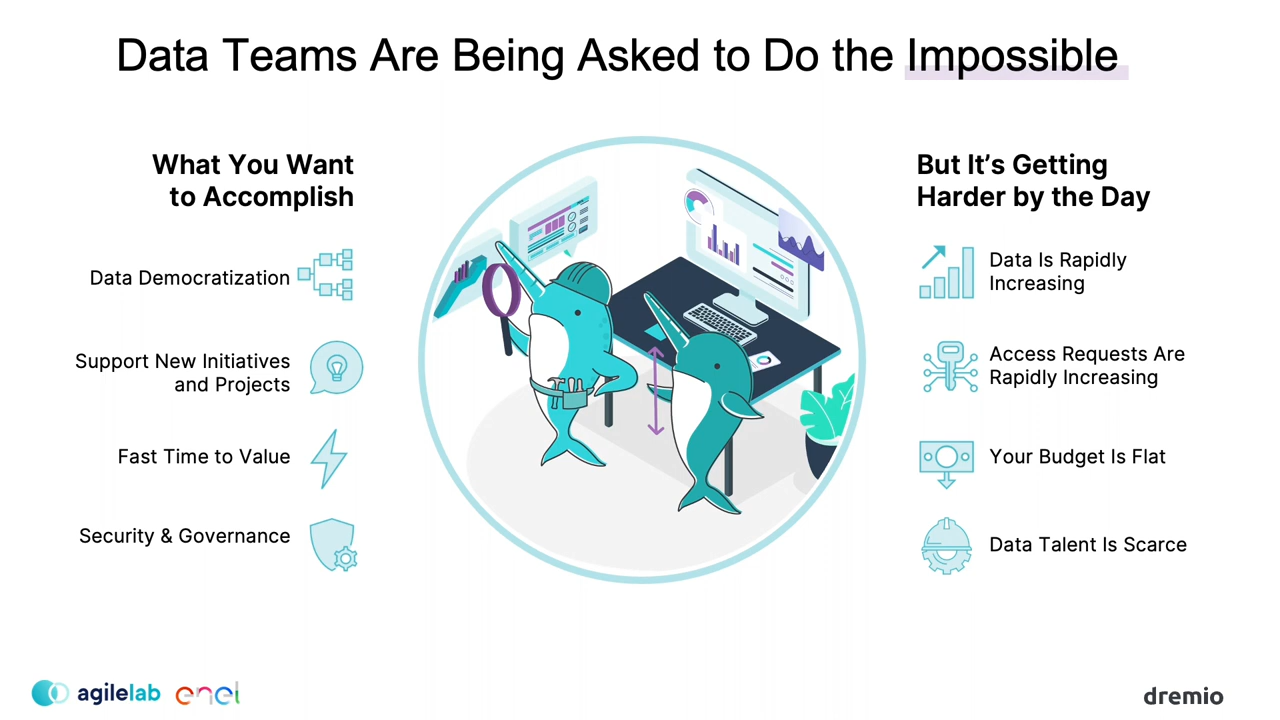 Data Teams Are Being Asked to Do the Impossible
What You Want
to Accomplish
Data Democratization
Support New Initiatives
and Projects
Fast Time to Value
Security & Governance
But It’s Getting
Harder by the Day
Data Is Rapidly
Increasing
Access Requests Are
Rapidly Increasing
Your Budget Is Flat
Data Talent Is Scarce
agilelab
enel
dremio